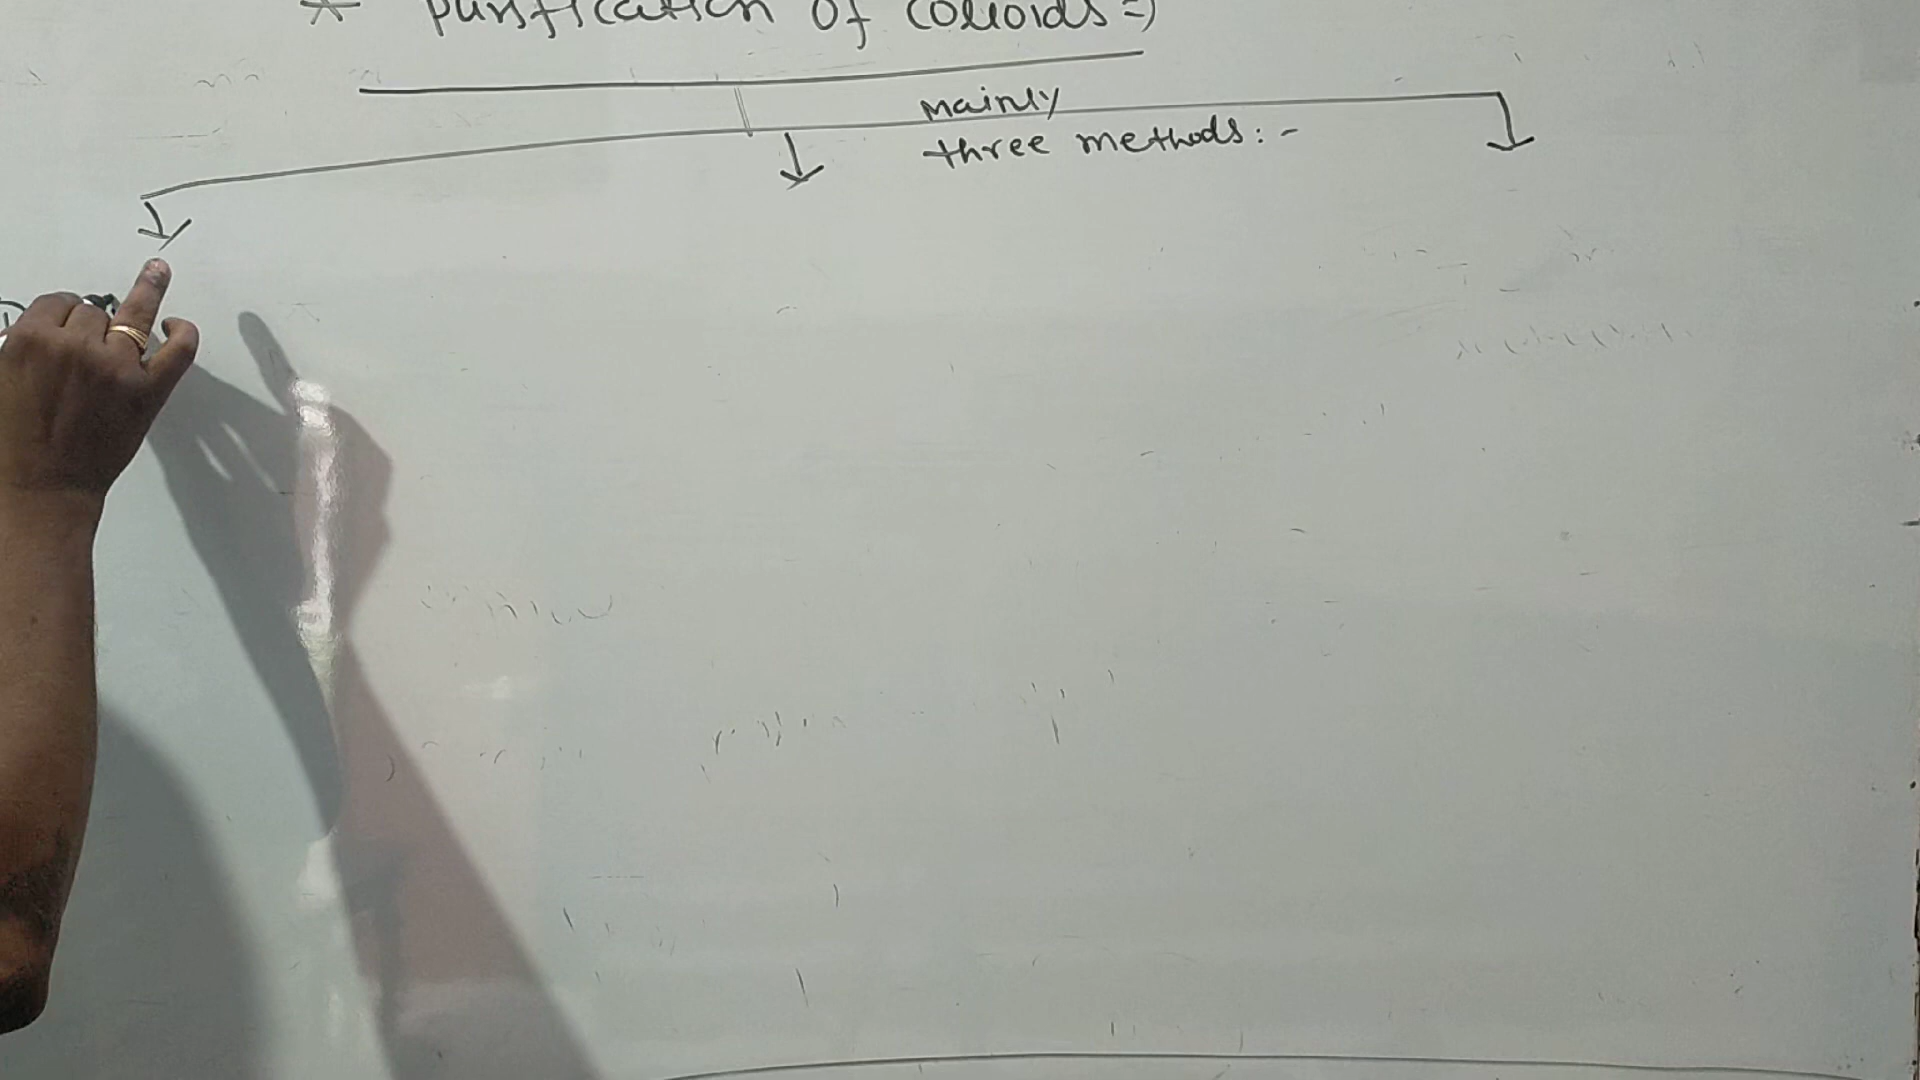 * Purification of Colloids =)
Mainly
three methods: -